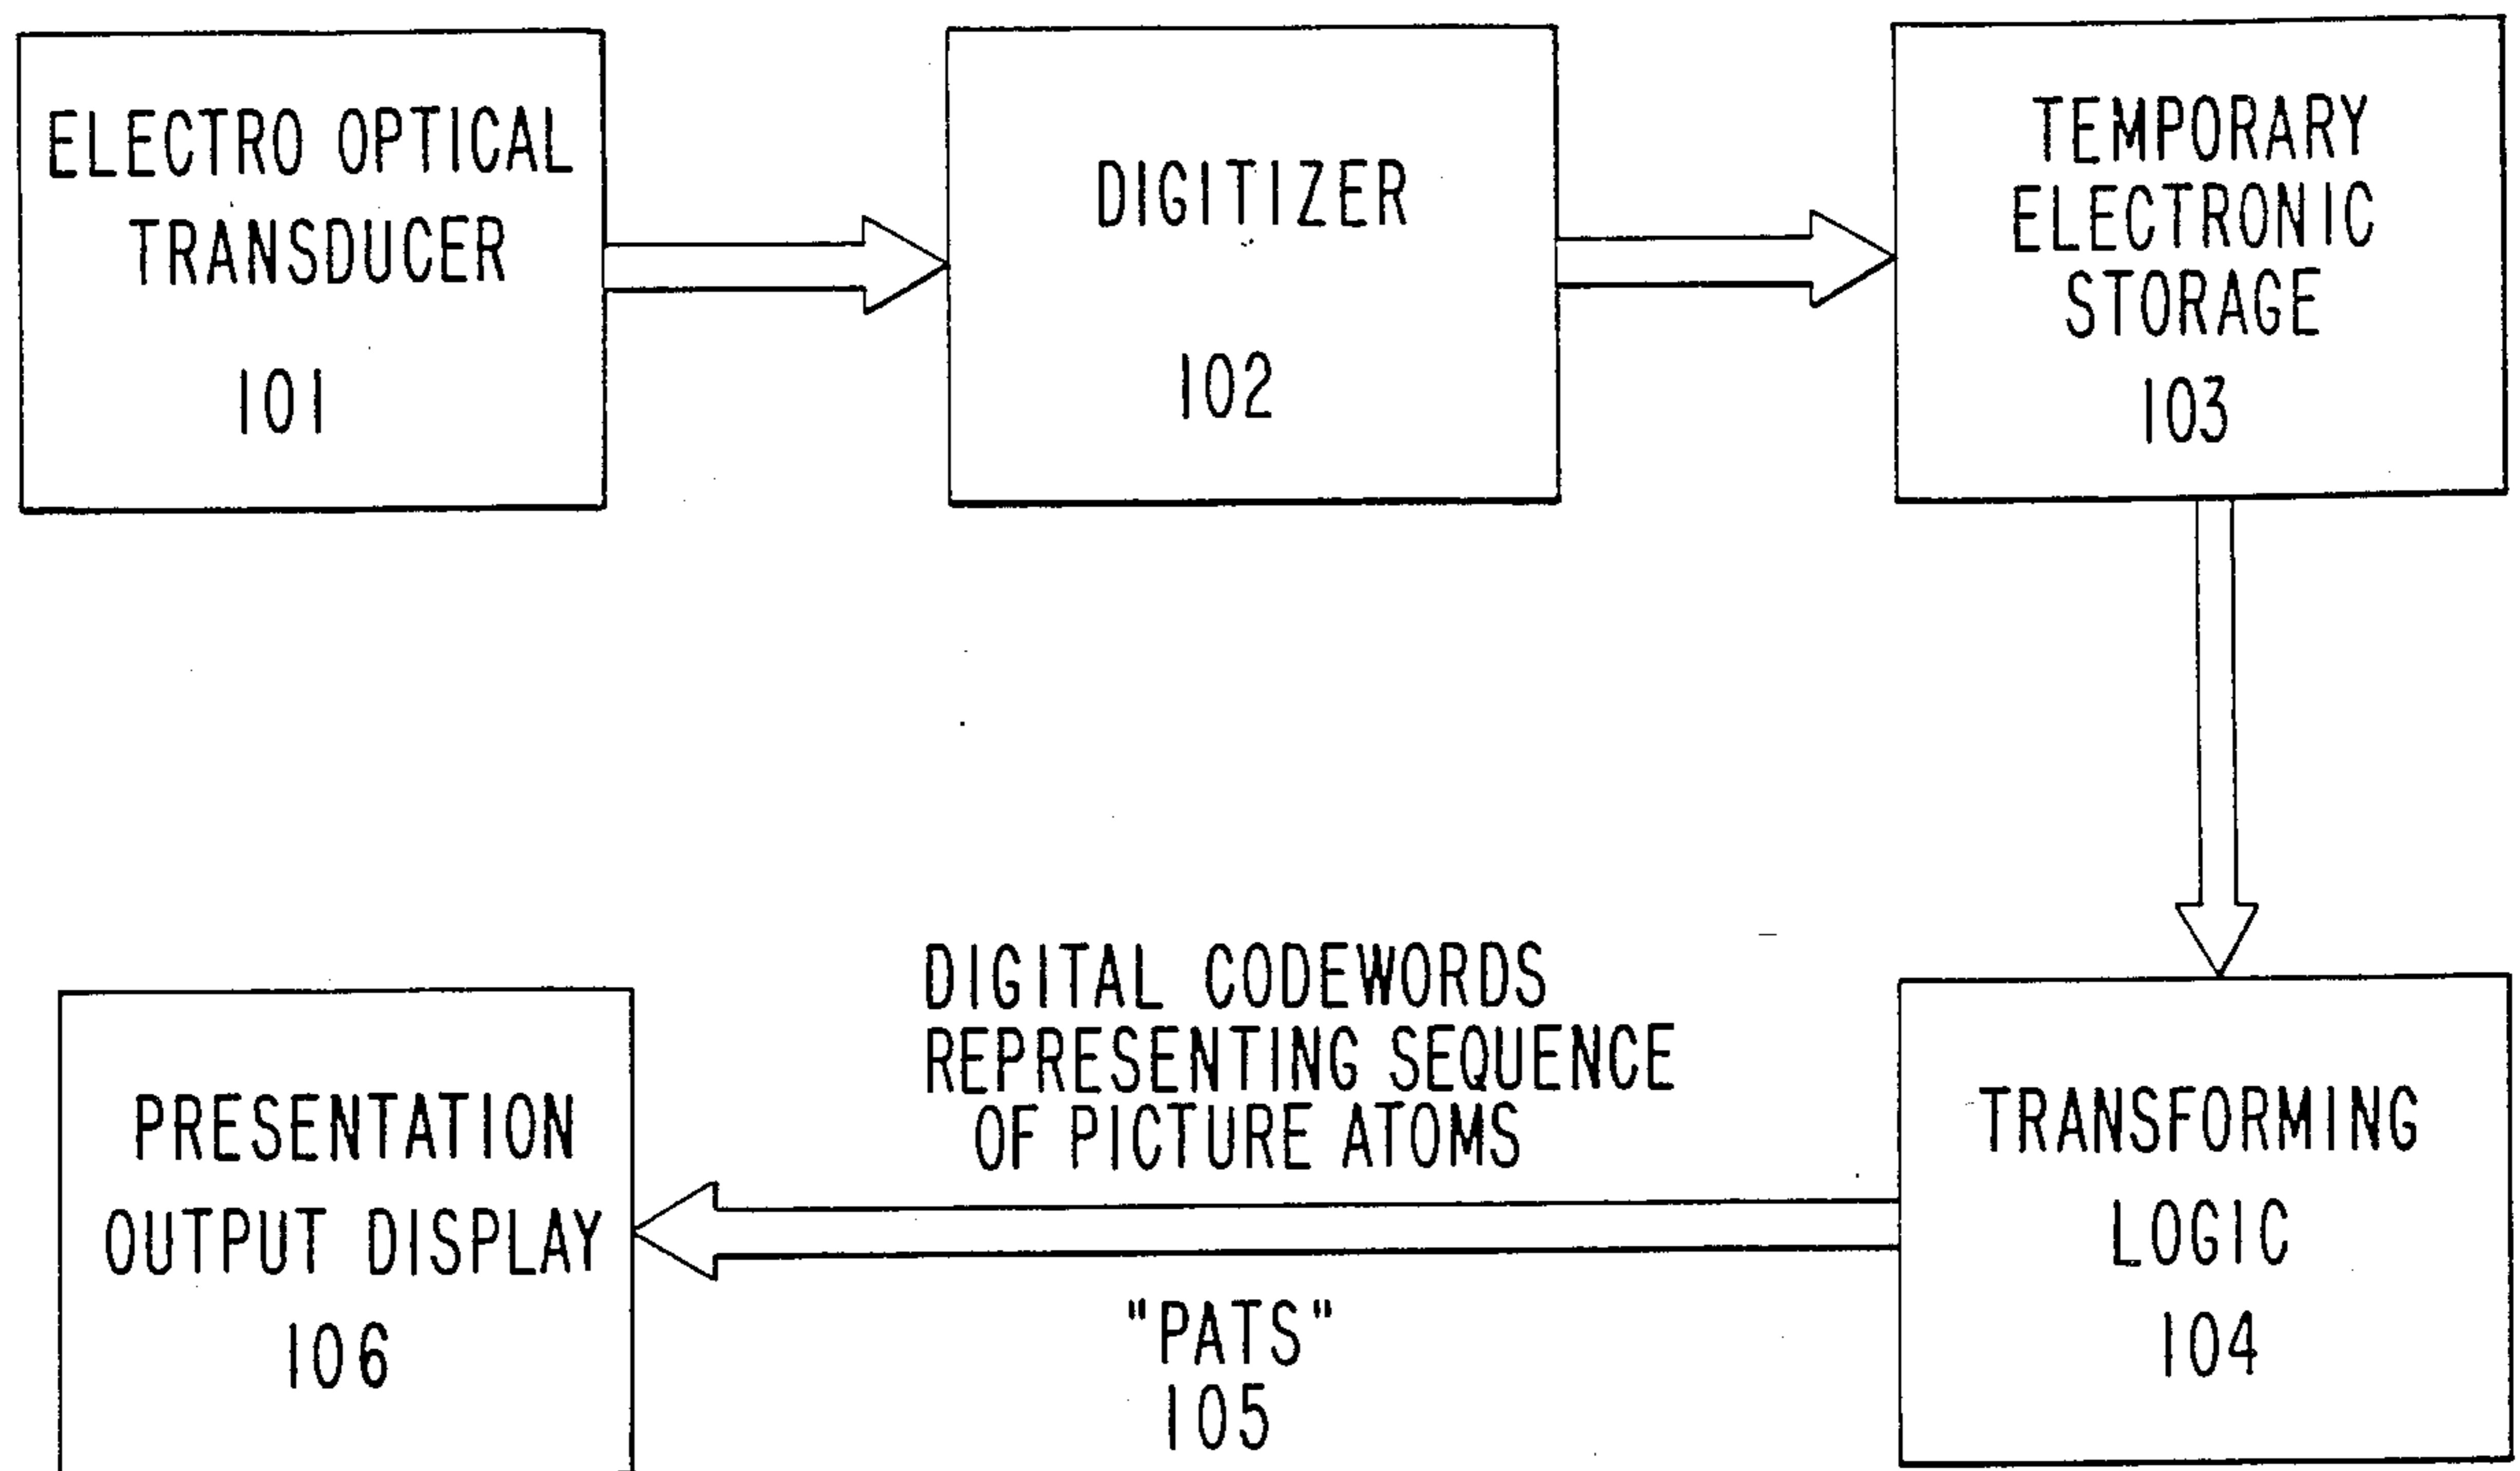 ELECTRO OPTICAL
TRANSDUCER
101
DIGITIZER
102
TEMPORARY
ELECTRONIC
STORAGE
103
TRANSFORMING
LOGIC
104
DIGITAL CODEWORDS
REPRESENTING SEQUENCE
OF PICTURE ATOMS
"PATS"
105
PRESENTATION
OUTPUT DISPLAY
106